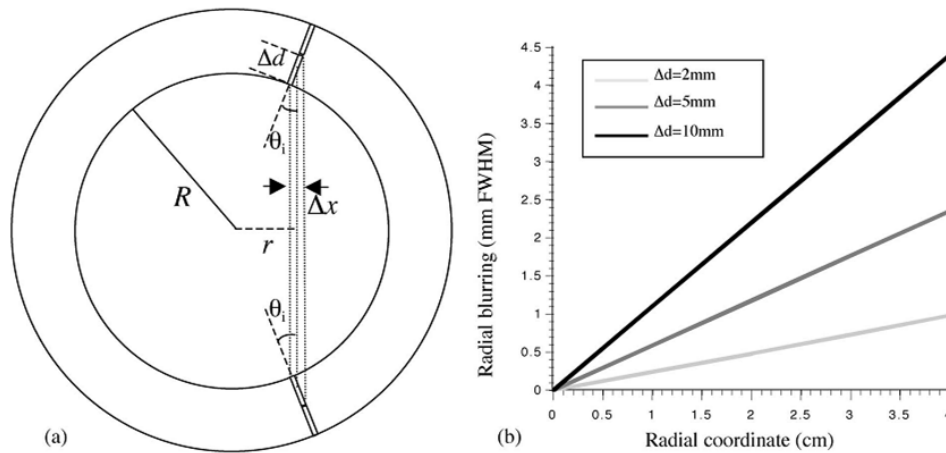 Δd
θi
R
Δx
r
θi
(a)
4.5
4
3.5
3
2.5
2
1.5
1
0.5
0
Radial blurring (mm FWHM)
Δd=2mm
Δd=5mm
Δd=10mm
0 0.5 1 1.5 2 2.5 3 3.5 4
(b) Radial coordinate (cm)